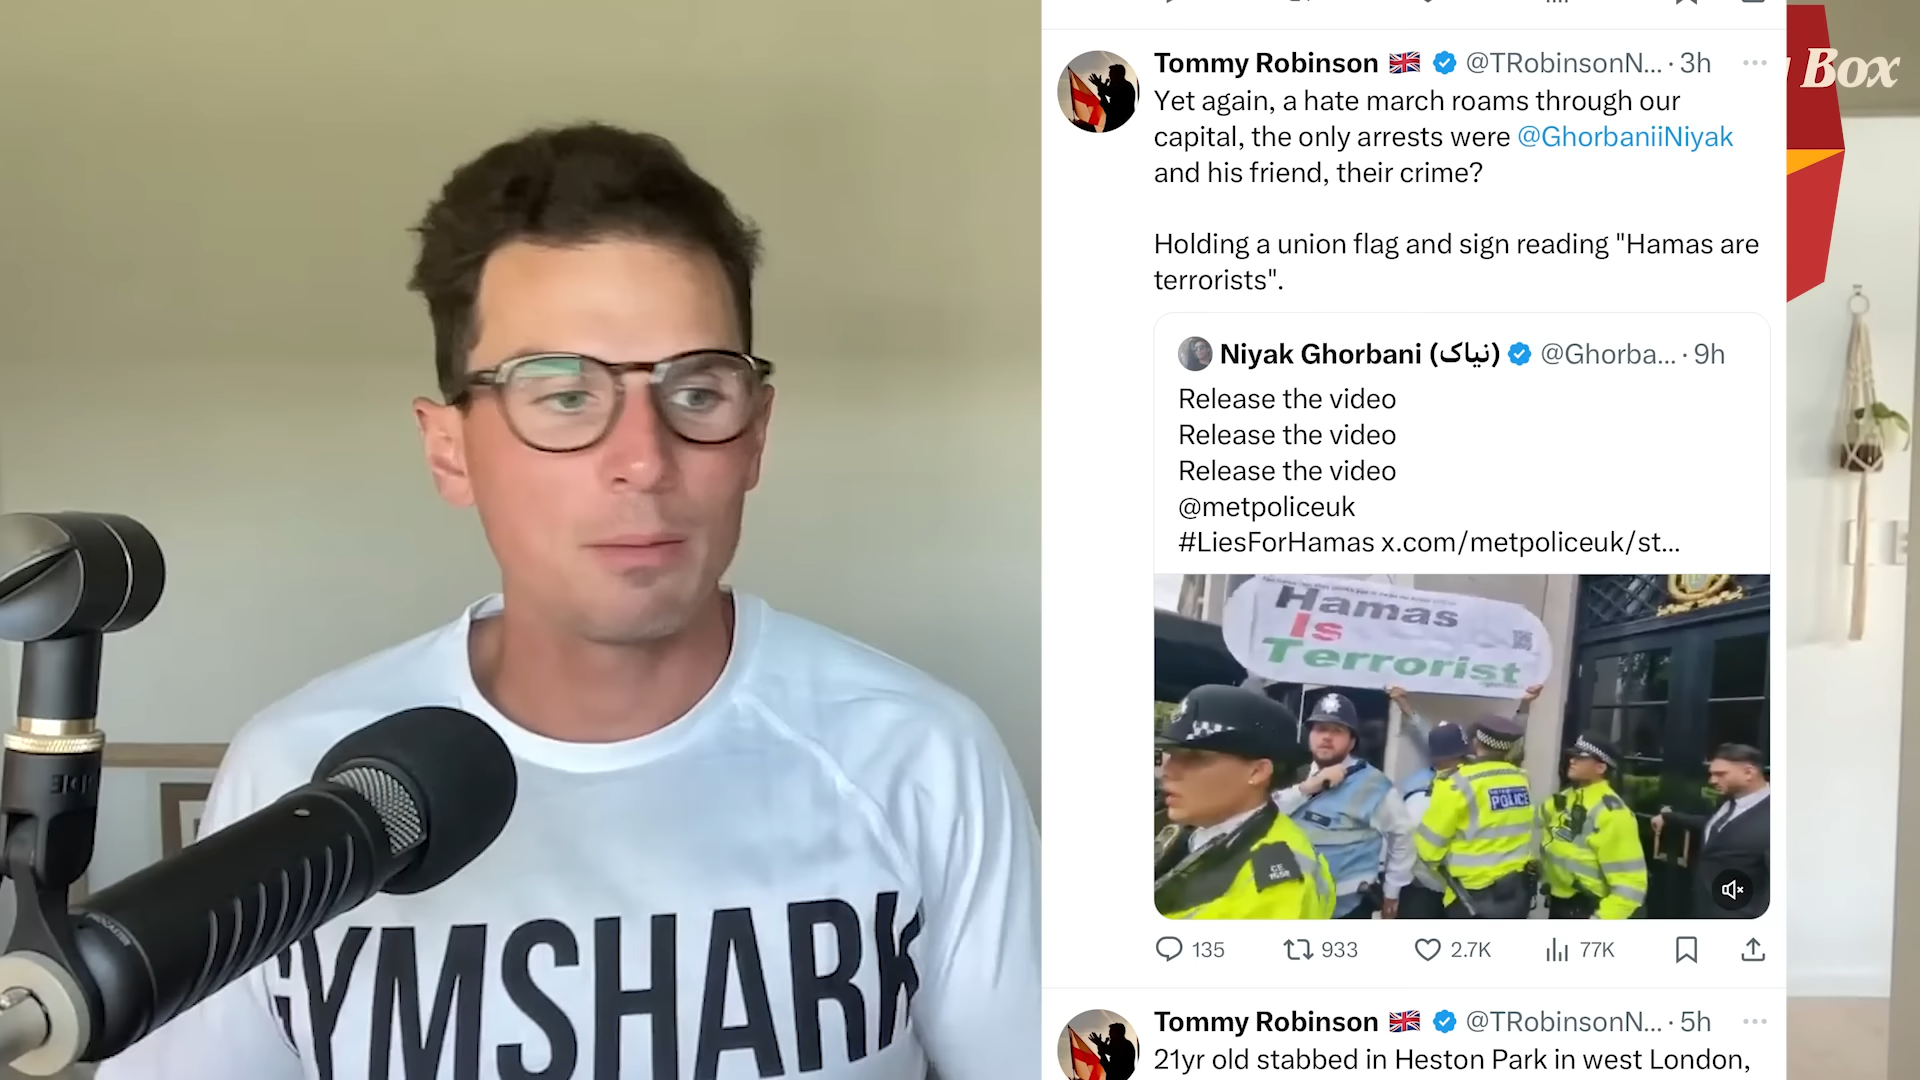 Tommy Robinson 🇬🇧 @TRobinsonN... · 3h
Yet again, a hate march roams through our
capital, the only arrests were @GhorbaniiNiyak
and his friend, their crime?
Holding a union flag and sign reading "Hamas are
terrorists".
Niyak Ghorbani (نیاک) @Ghorba... · 9h
Release the video
Release the video
Release the video
@metpoliceuk
#LiesForHamas x.com/metpoliceuk/st...
Hamas
Is
Terrorist
POLICE
135 933 2.7K 77K
Tommy Robinson 🇬🇧 @TRobinsonN... · 5h
21yr old stabbed in Heston Park in west London,
Box
GYMSHARK